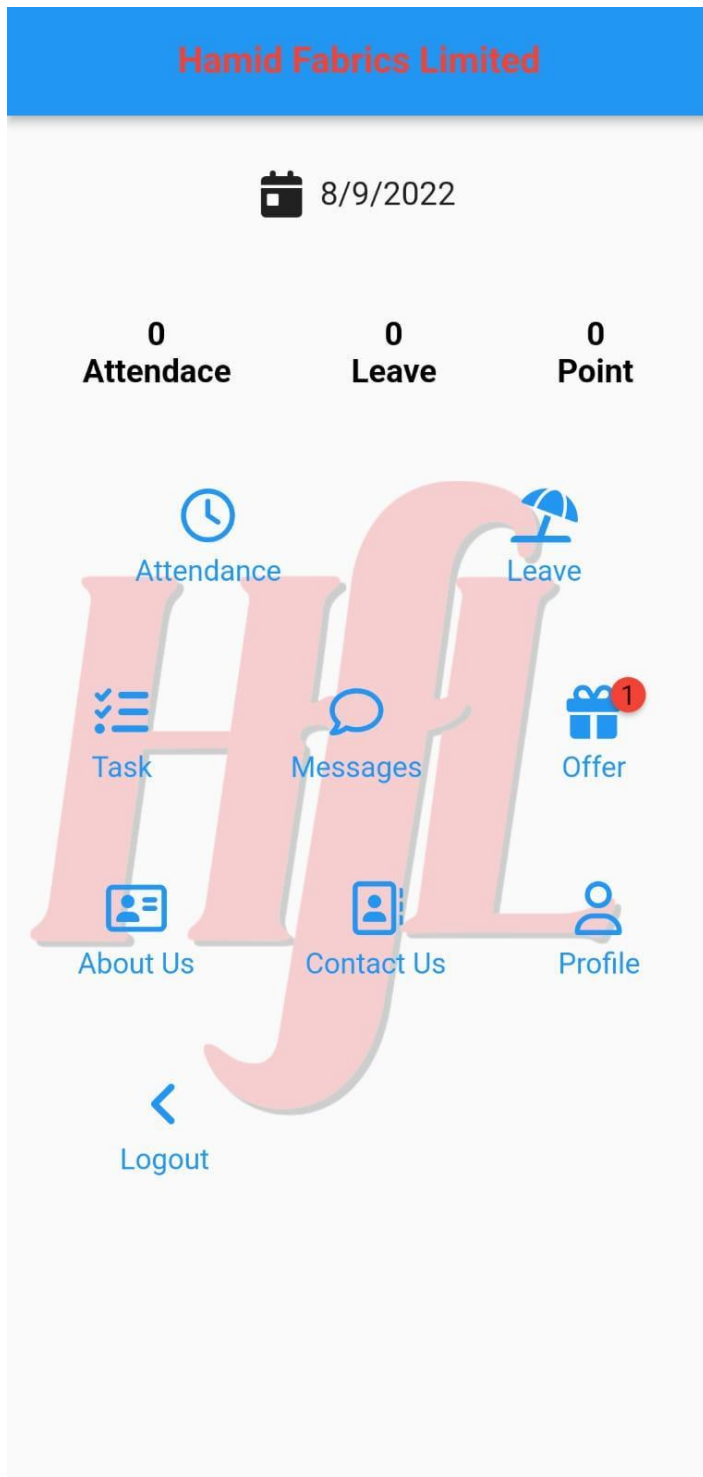 Hamid Fabrics Limited
8/9/2022
0 0 0
Attendace Leave Point
Attendance Leave
1
Task Messages Offer
About Us Contact Us Profile
Logout
HfL